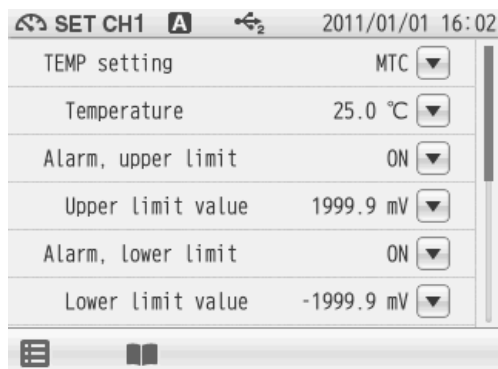 SET CH1 A 2 2011/01/01 16:02
TEMP setting MTC
Temperature 25.0 ℃
Alarm, upper limit ON
Upper limit value 1999.9 mV
Alarm, lower limit ON
Lower limit value -1999.9 mV